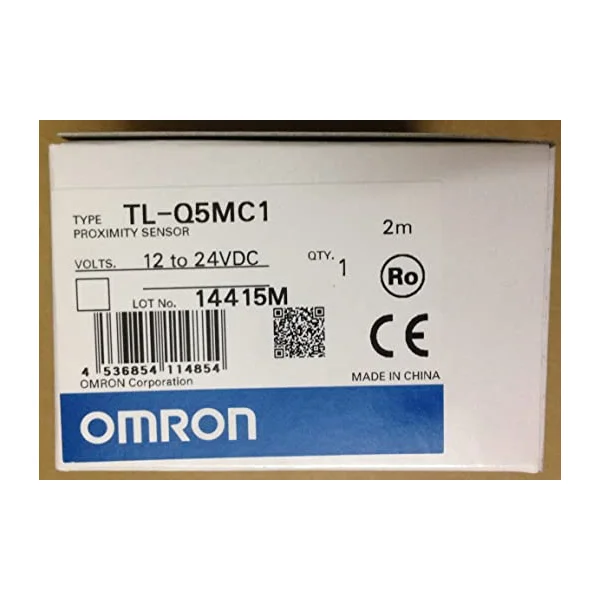 TYPE TL-Q5MC1
PROXIMITY SENSOR
2m
VOLTS. 12 to 24VDC
QTY. 1
Ro
LOT No. 14415M
CE
4 536854 114854
OMRON Corporation
MADE IN CHINA
OMRON